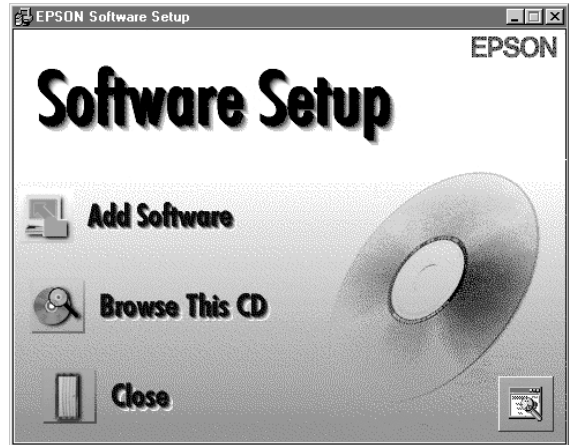 EPSON Software Setup
EPSON
Software Setup
Add Software
Browse This CD
Close